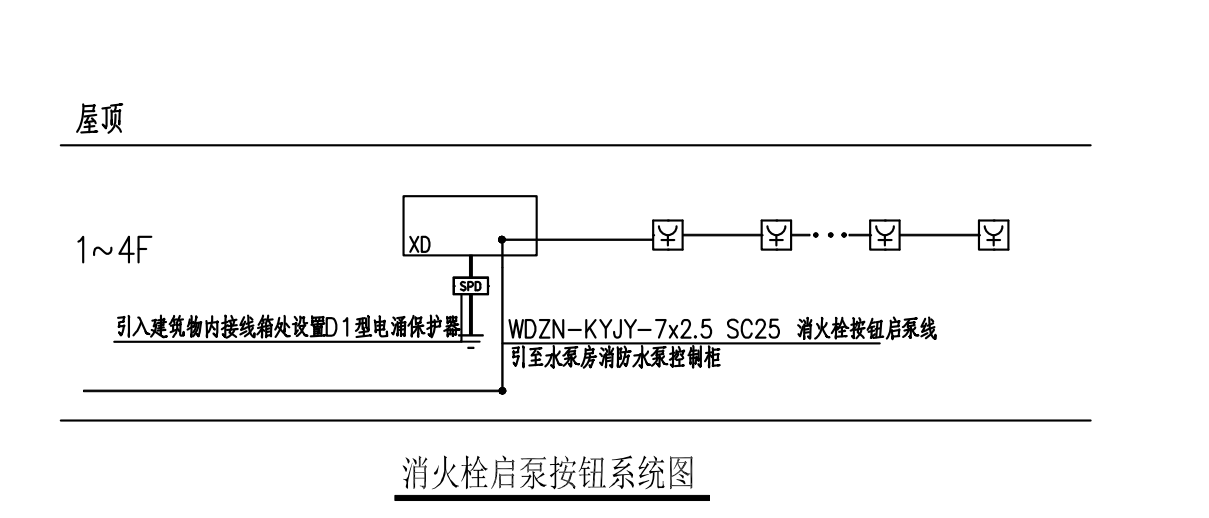 屋顶
XD
1~4F
SPD
引入建筑物内接线箱处设置D1型电涌保护器
WDZN-KYJY-7x2.5 SC25 消火栓按钮启泵线
引至水泵房消防水泵控制柜
消火栓启泵按钮系统图